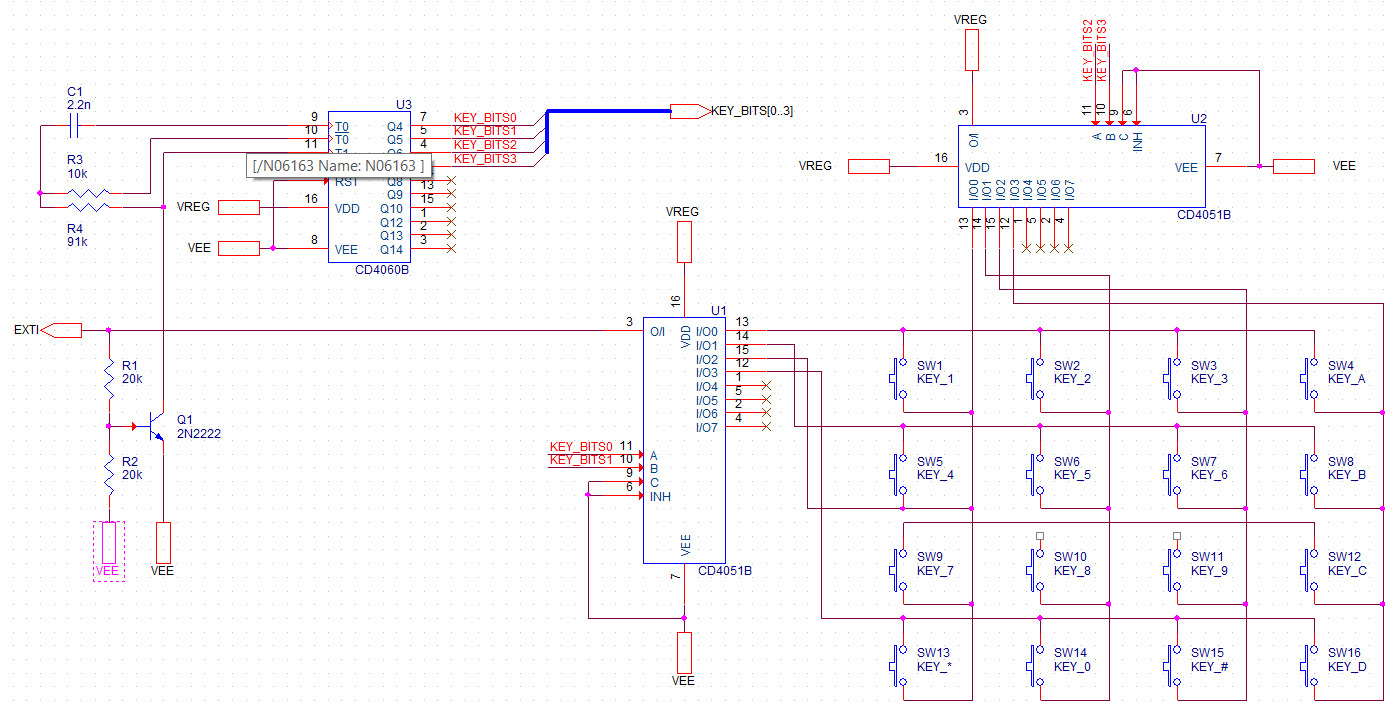 VREG
KEY_BITS2
KEY_BITS3
3
11
10
9
6
O/I
A
B
C
INH
U2
VREG
16
VDD
VEE
7
VEE
I/O0
I/O1
I/O2
I/O3
I/O4
I/O5
I/O6
I/O7
13
14
15
12
1
5
2
4
CD4051B
C1
2.2n
R3
10k
R4
91k
U3
9
10
11
T0
T0
Q4
Q5
7
5
4
KEY_BITS0
KEY_BITS1
KEY_BITS2
KEY_BITS3
KEY_BITS[0..3]
[/N06163 Name: N06163 ]
RST
Q8
Q9
Q10
Q12
Q13
Q14
13
15
1
2
3
VREG
16
VDD
VEE
8
VEE
CD4060B
VREG
16
U1
EXTI
3
O/I
VDD
I/O0
I/O1
I/O2
I/O3
I/O4
I/O5
I/O6
I/O7
13
14
15
12
1
5
2
4
KEY_BITS0
KEY_BITS1
11
10
9
6
A
B
C
INH
VEE
7
CD4051B
VEE
R1
20k
Q1
2N2222
R2
20k
VEE
VEE
SW1
KEY_1
SW2
KEY_2
SW3
KEY_3
SW4
KEY_A
SW5
KEY_4
SW6
KEY_5
SW7
KEY_6
SW8
KEY_B
SW9
KEY_7
SW10
KEY_8
SW11
KEY_9
SW12
KEY_C
SW13
KEY_*
SW14
KEY_0
SW15
KEY_#
SW16
KEY_D